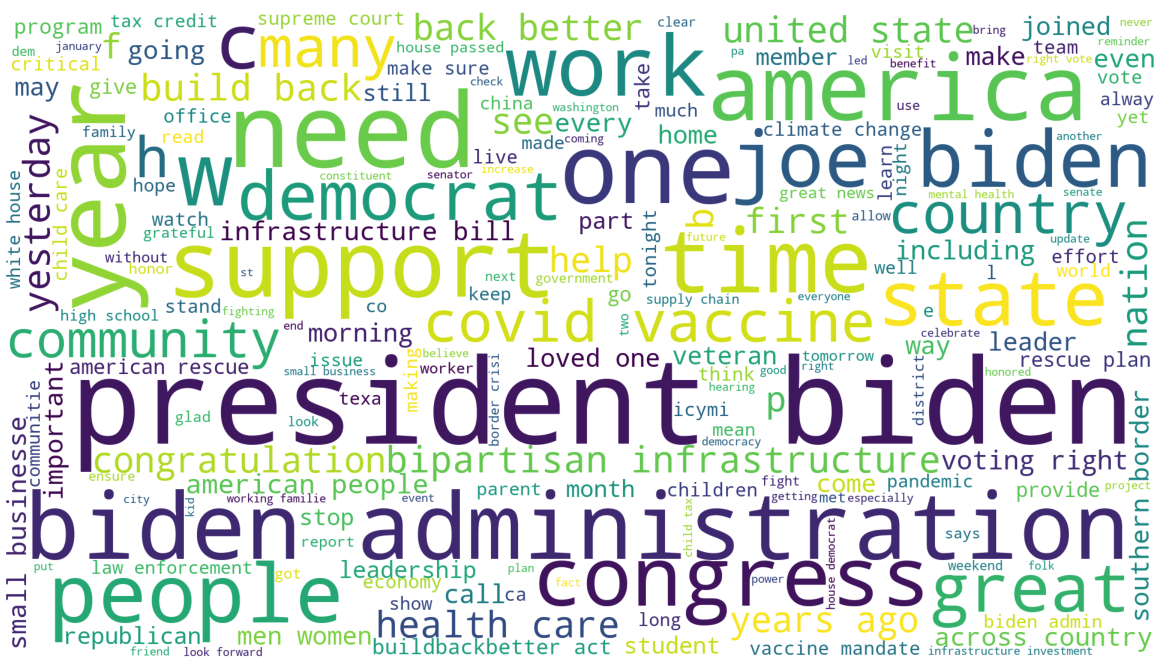 program tax credit supreme court back better united state joined
dem january f going c many house passed clear bring team never
critical make sure work pa member led visit benefit make right vote even reminder
may give build back still check take america vote
year need china see every washington much home use alway yet
office family read h w made coming one joe biden climate change another
yesterday hope live constituent senator increase learn night mental health senate
white house child care democrat great news allow country
watch grateful infrastructure bill part tonight b first future including update effort nation
without honor support help time well l world
st next government go keep supply chain everyone state
high school stand fighting co two e
community end morning covid vaccine celebrate way leader
american rescue issue believe loved one veteran tomorrow rescue plan
small business worker border crisi think good right honored
important communitie president biden texa making hearing district
glad look icymi p mean democracy
congratulation bipartisan infrastructure voting right
ensure american people parent month children fight come pandemic provide project
city kid working familie event getting met especially southern border
small businesse biden administration child tax house democrat says
stop report weekend folk
put law enforcement got leadership plan congress power great
people economy call ca fact
show health care long years ago biden admin
republican men women student across country
friend look forward buildbackbetter act vaccine mandate infrastructure investment